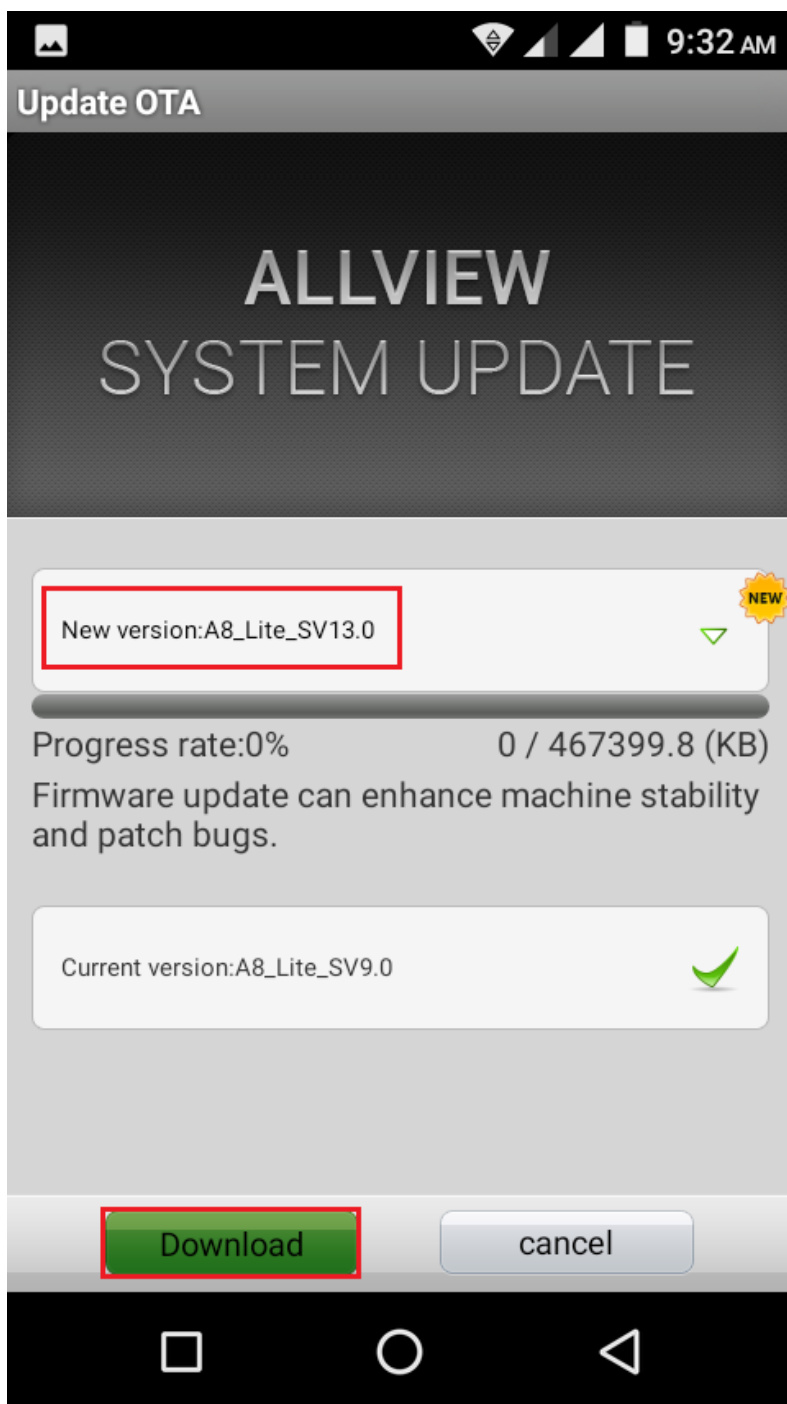 9:32 AM
Update OTA
ALLVIEW
SYSTEM UPDATE
NEW
New version:A8_Lite_SV13.0
Progress rate:0% 0 / 467399.8 (KB)
Firmware update can enhance machine stability
and patch bugs.
Current version:A8_Lite_SV9.0
Download cancel